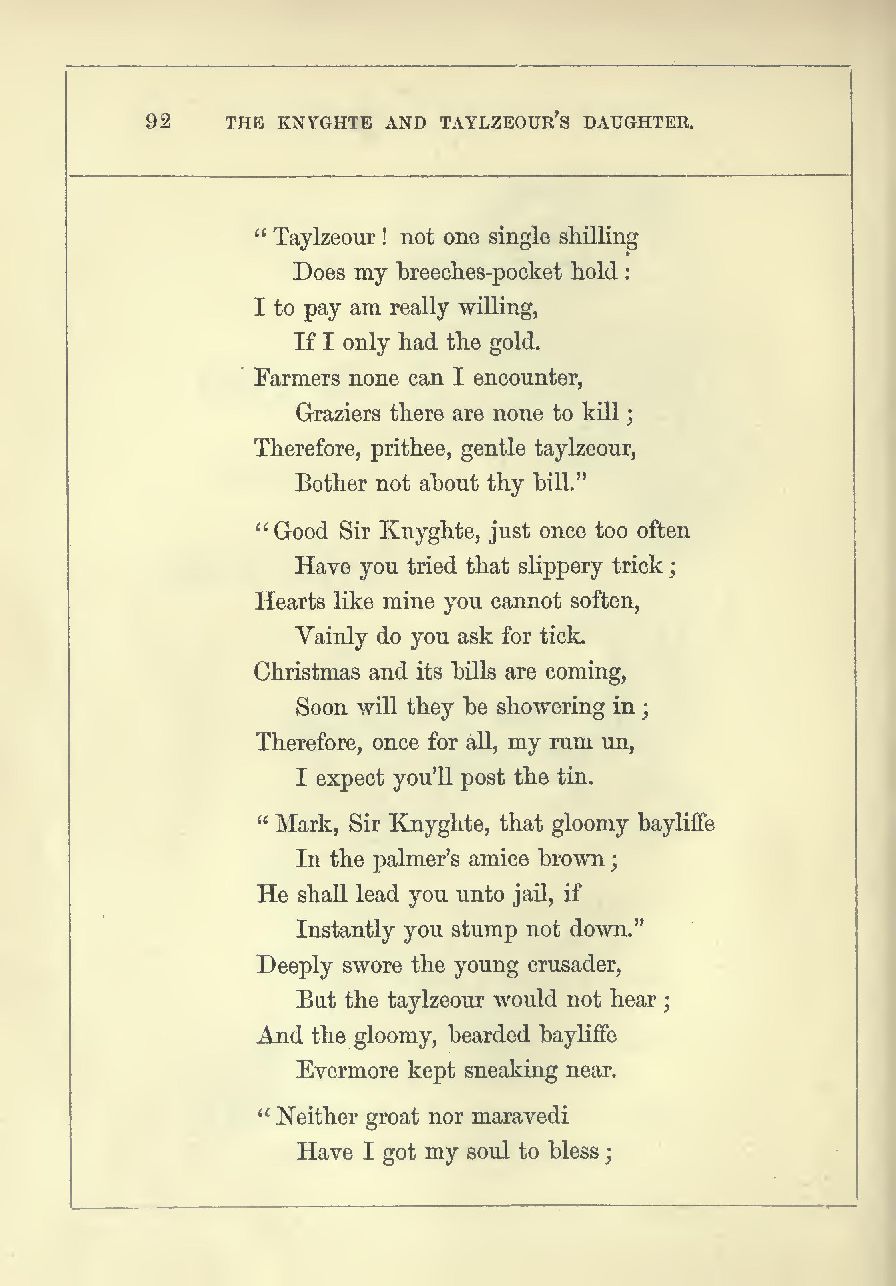 92 THE KNYGHTE AND TAYLZEOUR'S DAUGHTER.
“ Taylzeour ! not one single shilling
Does my breeches-pocket hold :
I to pay am really willing,
If I only had the gold.
Farmers none can I encounter,
Graziers there are none to kill ;
Therefore, prithee, gentle taylzeour,
Bother not about thy bill.”
“ Good Sir Knyghte, just once too often
Have you tried that slippery trick ;
Hearts like mine you cannot soften,
Vainly do you ask for tick.
Christmas and its bills are coming,
Soon will they be showering in ;
Therefore, once for all, my rum un,
I expect you’ll post the tin.
“ Mark, Sir Knyghte, that gloomy bayliffe
In the palmer’s amice brown ;
He shall lead you unto jail, if
Instantly you stump not down.”
Deeply swore the young crusader,
But the taylzeour would not hear ;
And the gloomy, bearded bayliffe
Evermore kept sneaking near.
“ Neither groat nor maravedi
Have I got my soul to bless ;